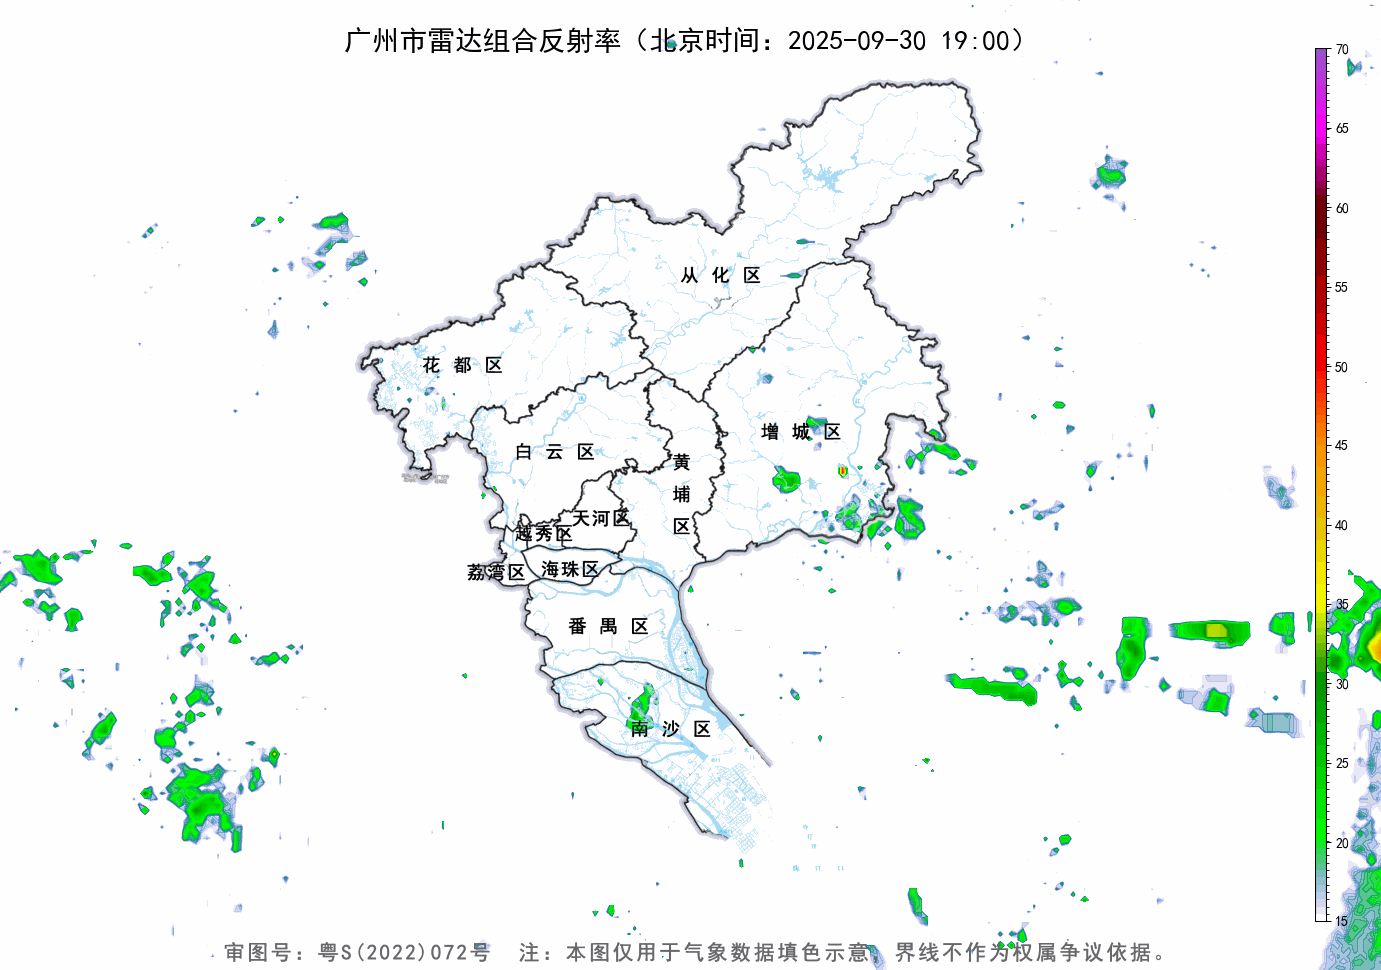 广州市雷达组合反射率（北京时间：2025-09-30 19:00）
70
65
60
55
50
45
40
35
30
25
20
15
从化区
花都区
增城区
白云区
黄埔区
天河区
越秀区
荔湾区
海珠区
番禺区
南沙区
审图号：粤S(2022)072号 注：本图仅用于气象数据填色示意，界线不作为权属争议依据。